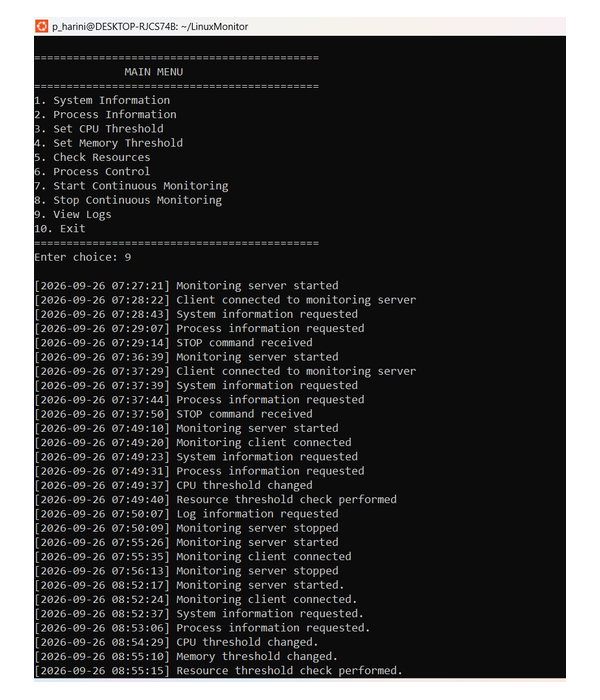 p_harini@DESKTOP-RJCS74B: ~/LinuxMonitor
============================================
MAIN MENU
============================================
1. System Information
2. Process Information
3. Set CPU Threshold
4. Set Memory Threshold
5. Check Resources
6. Process Control
7. Start Continuous Monitoring
8. Stop Continuous Monitoring
9. View Logs
10. Exit
============================================
Enter choice: 9
[2026-09-26 07:27:21] Monitoring server started
[2026-09-26 07:28:22] Client connected to monitoring server
[2026-09-26 07:28:43] System information requested
[2026-09-26 07:29:07] Process information requested
[2026-09-26 07:29:14] STOP command received
[2026-09-26 07:36:39] Monitoring server started
[2026-09-26 07:37:29] Client connected to monitoring server
[2026-09-26 07:37:39] System information requested
[2026-09-26 07:37:44] Process information requested
[2026-09-26 07:37:50] STOP command received
[2026-09-26 07:49:10] Monitoring server started
[2026-09-26 07:49:20] Monitoring client connected
[2026-09-26 07:49:23] System information requested
[2026-09-26 07:49:31] Process information requested
[2026-09-26 07:49:37] CPU threshold changed
[2026-09-26 07:49:40] Resource threshold check performed
[2026-09-26 07:50:07] Log information requested
[2026-09-26 07:50:09] Monitoring server stopped
[2026-09-26 07:55:26] Monitoring server started
[2026-09-26 07:55:35] Monitoring client connected
[2026-09-26 07:56:13] Monitoring server stopped
[2026-09-26 08:52:17] Monitoring server started.
[2026-09-26 08:52:24] Monitoring client connected.
[2026-09-26 08:52:37] System information requested.
[2026-09-26 08:53:06] Process information requested.
[2026-09-26 08:54:29] CPU threshold changed.
[2026-09-26 08:55:10] Memory threshold changed.
[2026-09-26 08:55:15] Resource threshold check performed.